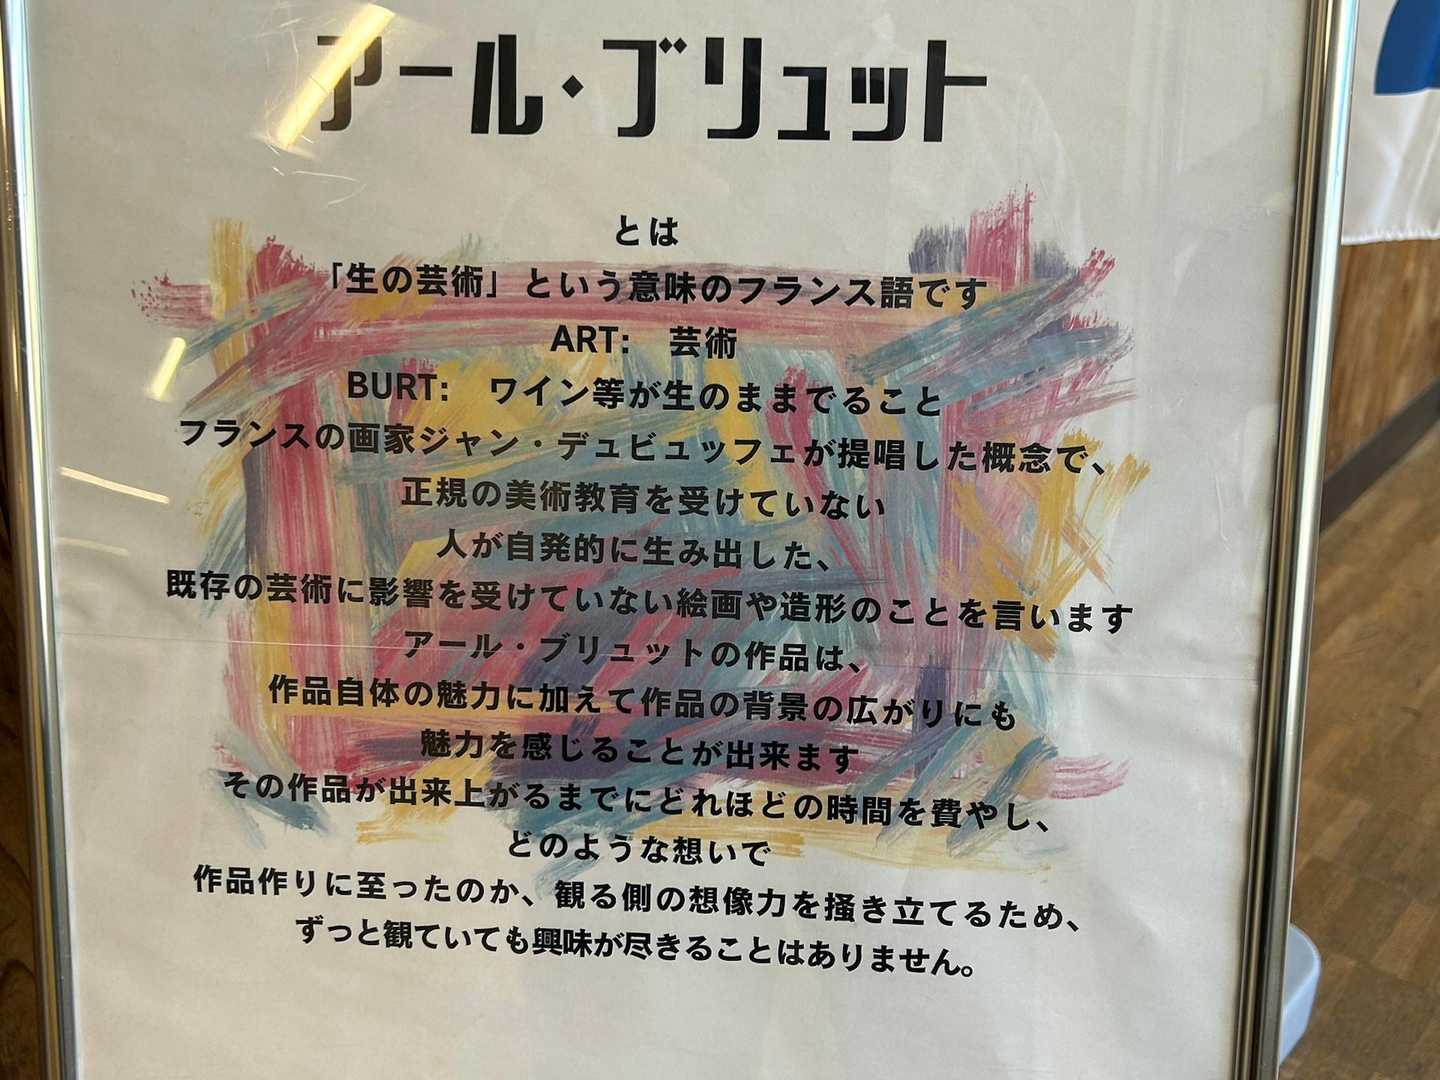 アール・ブリュット
とは
「生の芸術」という意味のフランス語です
ART:　芸術
BURT:　ワイン等が生のままでること
フランスの画家ジャン・デュビュッフェが提唱した概念で、
正規の美術教育を受けていない
人が自発的に生み出した、
既存の芸術に影響を受けていない絵画や造形のことを言います
アール・ブリュットの作品は、
作品自体の魅力に加えて作品の背景の広がりにも
魅力を感じることが出来ます
その作品が出来上がるまでにどれほどの時間を費やし、
どのような想いで
作品作りに至ったのか、観る側の想像力を掻き立てるため、
ずっと観ていても興味が尽きることはありません。